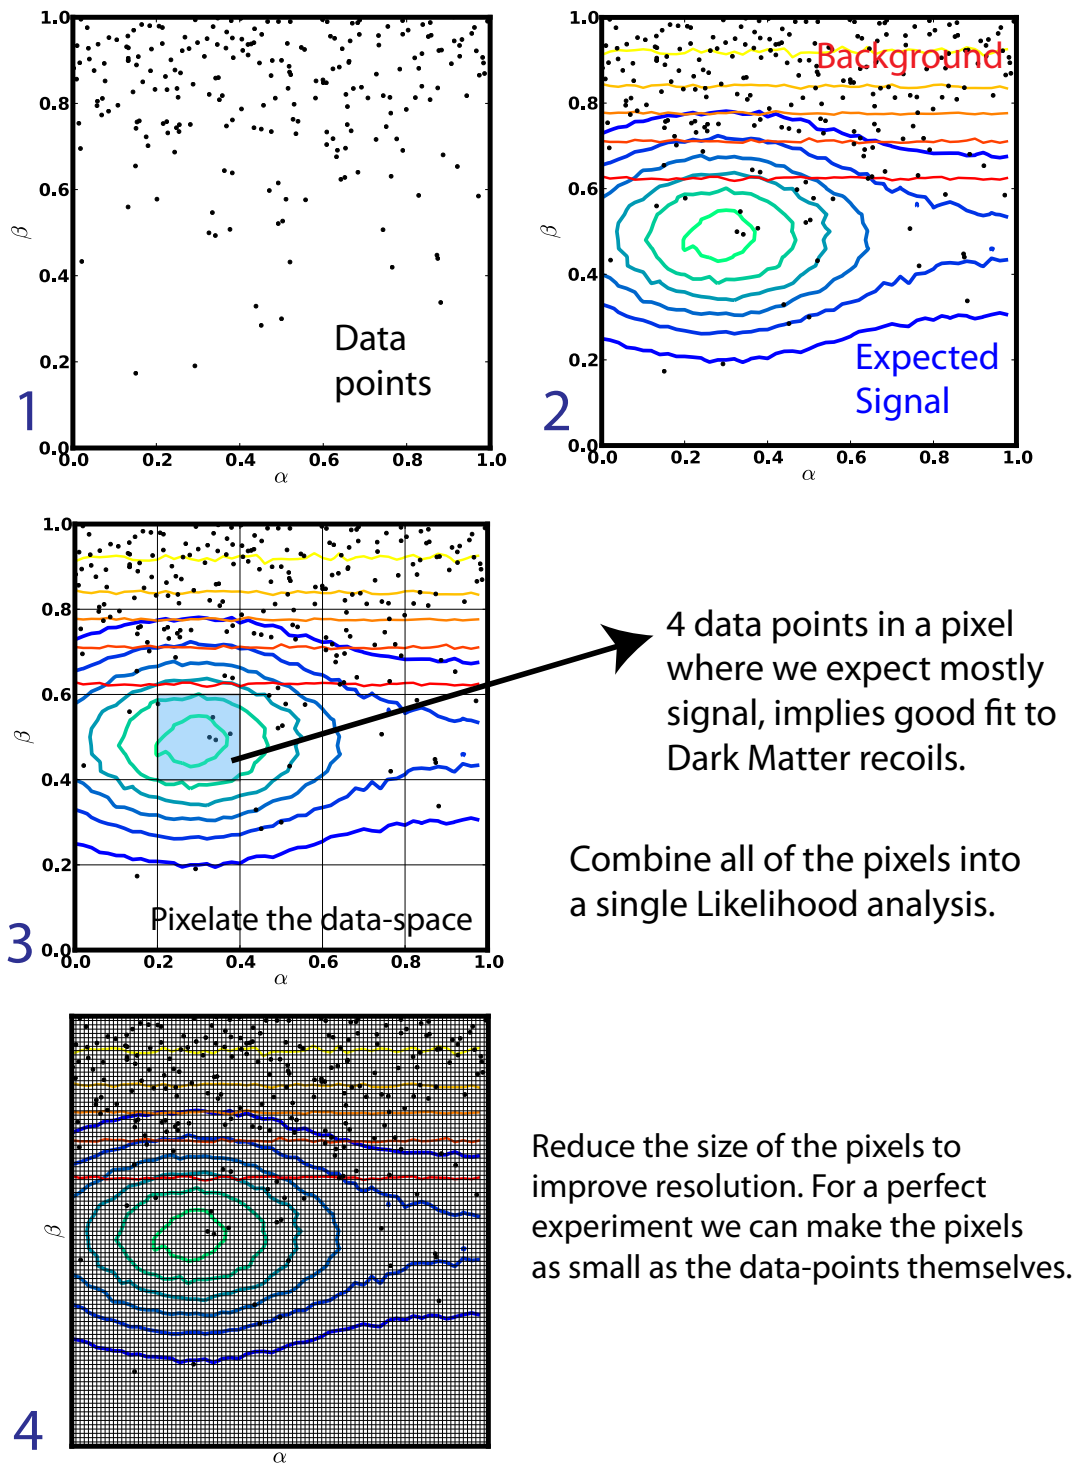 1.0
0.8
0.6
β
0.4
0.2
0.0
0.0 0.2 0.4 0.6 0.8 1.0
α
Data
points
1
1.0
0.8
0.6
β
0.4
0.2
0.0
0.0 0.2 0.4 0.6 0.8 1.0
α
Background
Expected
Signal
2
1.0
0.8
0.6
β
0.4
0.2
0.0
0.0 0.2 0.4 0.6 0.8 1.0
α
Pixelate the data-space
3
4 data points in a pixel
where we expect mostly
signal, implies good fit to
Dark Matter recoils.
Combine all of the pixels into
a single Likelihood analysis.
β
α
4
Reduce the size of the pixels to
improve resolution. For a perfect
experiment we can make the pixels
as small as the data-points themselves.